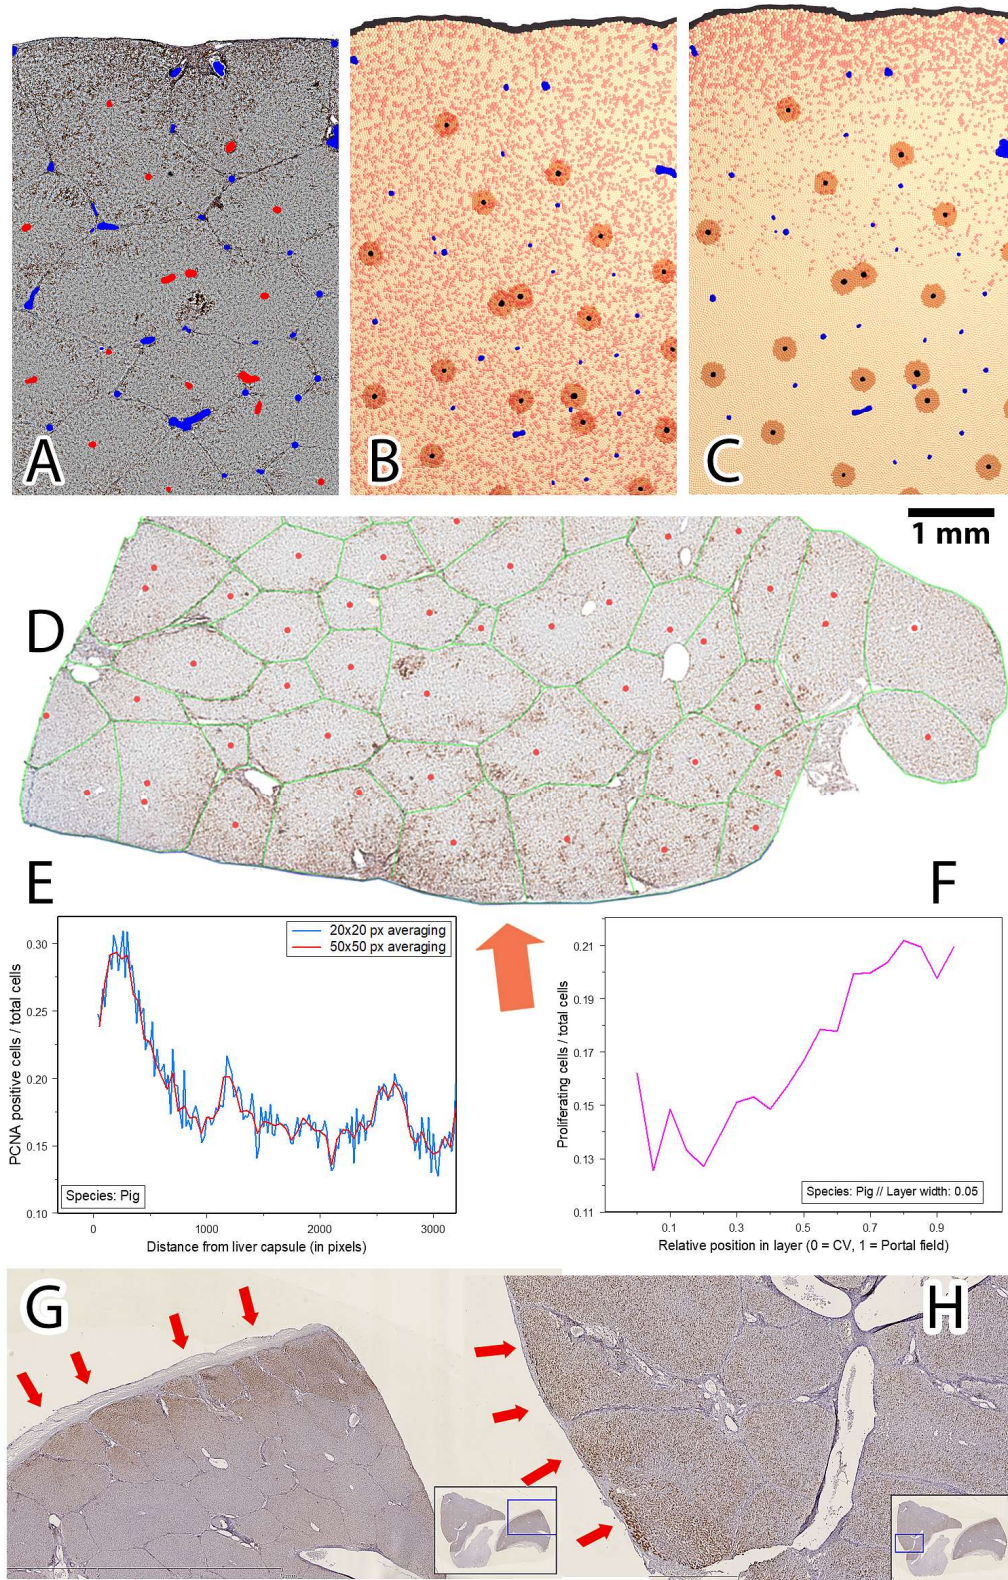 A
B
C
1 mm
D
E
F
PCNA positive cells / total cells
0.30
0.25
0.20
0.15
0.10
20x20 px averaging
50x50 px averaging
Species: Pig
0
1000
2000
3000
Distance from liver capsule (in pixels)
Proliferating cells / total cells
0.21
0.19
0.17
0.15
0.13
0.11
Species: Pig // Layer width: 0.05
0.1
0.3
0.5
0.7
0.9
Relative position in layer (0 = CV, 1 = Portal field)
G
H